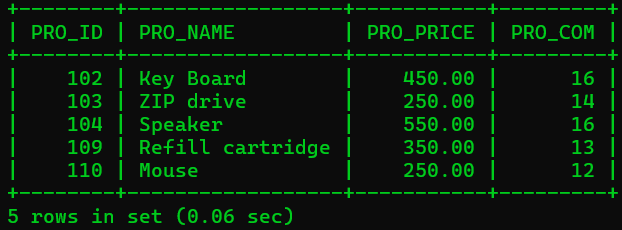 +--------+------------------+-----------+---------+
| PRO_ID | PRO_NAME         | PRO_PRICE | PRO_COM |
+--------+------------------+-----------+---------+
|    102 | Key Board        |    450.00 |      16 |
|    103 | ZIP drive        |    250.00 |      14 |
|    104 | Speaker          |    550.00 |      16 |
|    109 | Refill cartridge |    350.00 |      13 |
|    110 | Mouse            |    250.00 |      12 |
+--------+------------------+-----------+---------+
5 rows in set (0.06 sec)